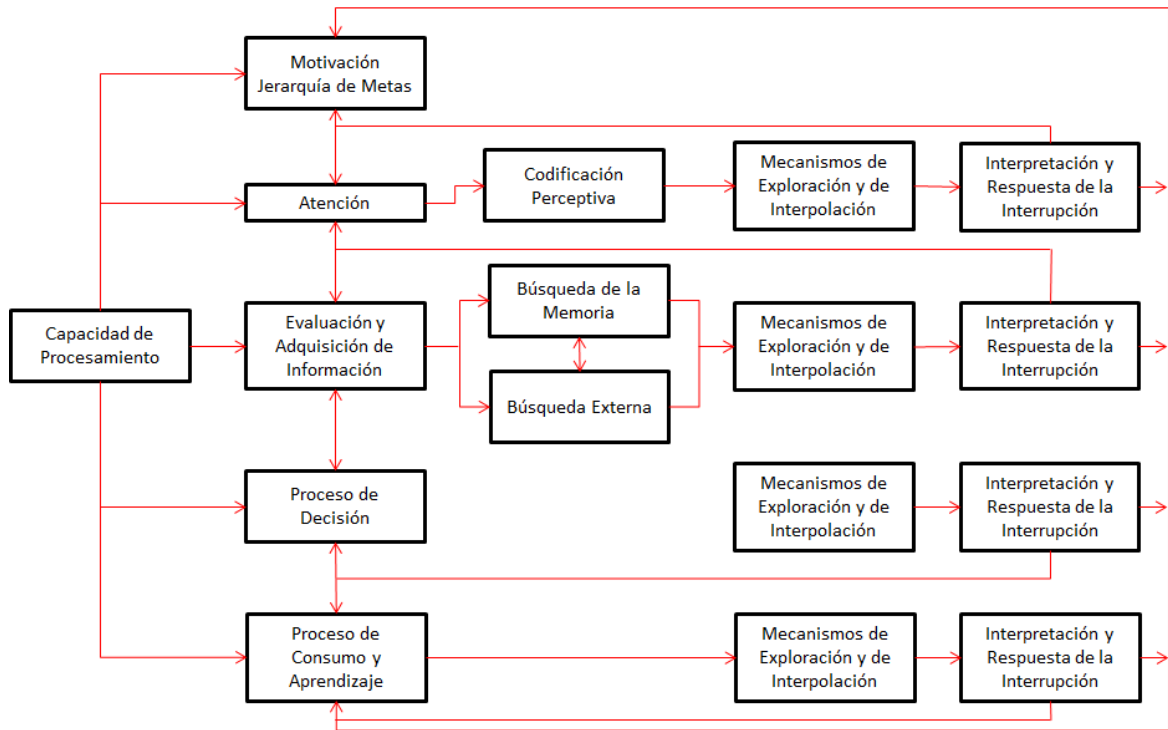 Motivación
Jerarquía de Metas
Atención
Codificación
Perceptiva
Mecanismos de
Exploración y de
Interpolación
Interpretación y
Respuesta de la
Interrupción
Capacidad de
Procesamiento
Evaluación y
Adquisición de
Información
Búsqueda de la
Memoria
Búsqueda Externa
Mecanismos de
Exploración y de
Interpolación
Interpretación y
Respuesta de la
Interrupción
Proceso de
Decisión
Mecanismos de
Exploración y de
Interpolación
Interpretación y
Respuesta de la
Interrupción
Proceso de
Consumo y
Aprendizaje
Mecanismos de
Exploración y de
Interpolación
Interpretación y
Respuesta de la
Interrupción